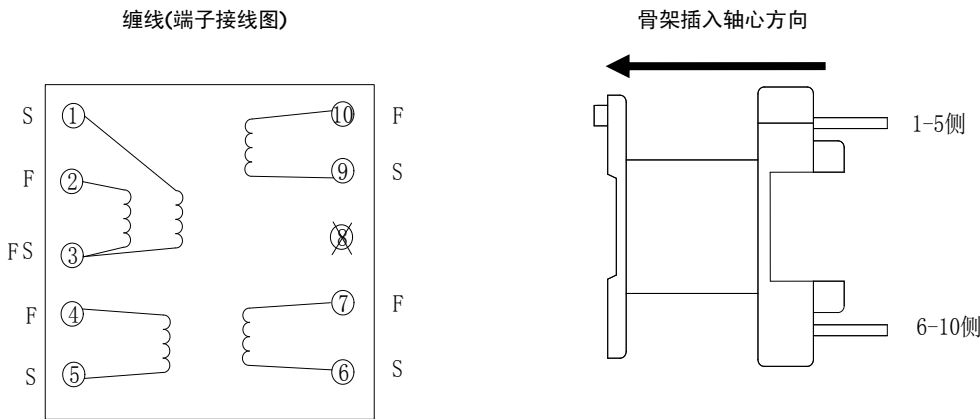 缠线(端子接线图)
骨架插入轴心方向
S ① ⑩ F
F ② ⑨ S
FS ③ ⑧
F ④ ⑦ F
S ⑤ ⑥ S
1-5侧
6-10侧